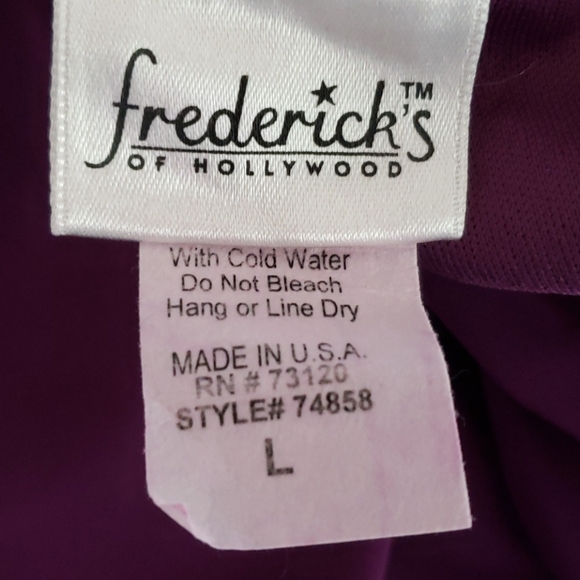 frederick's™
OF HOLLYWOOD
With Cold Water
Do Not Bleach
Hang or Line Dry
MADE IN U.S.A.
RN # 73120
STYLE# 74858
L